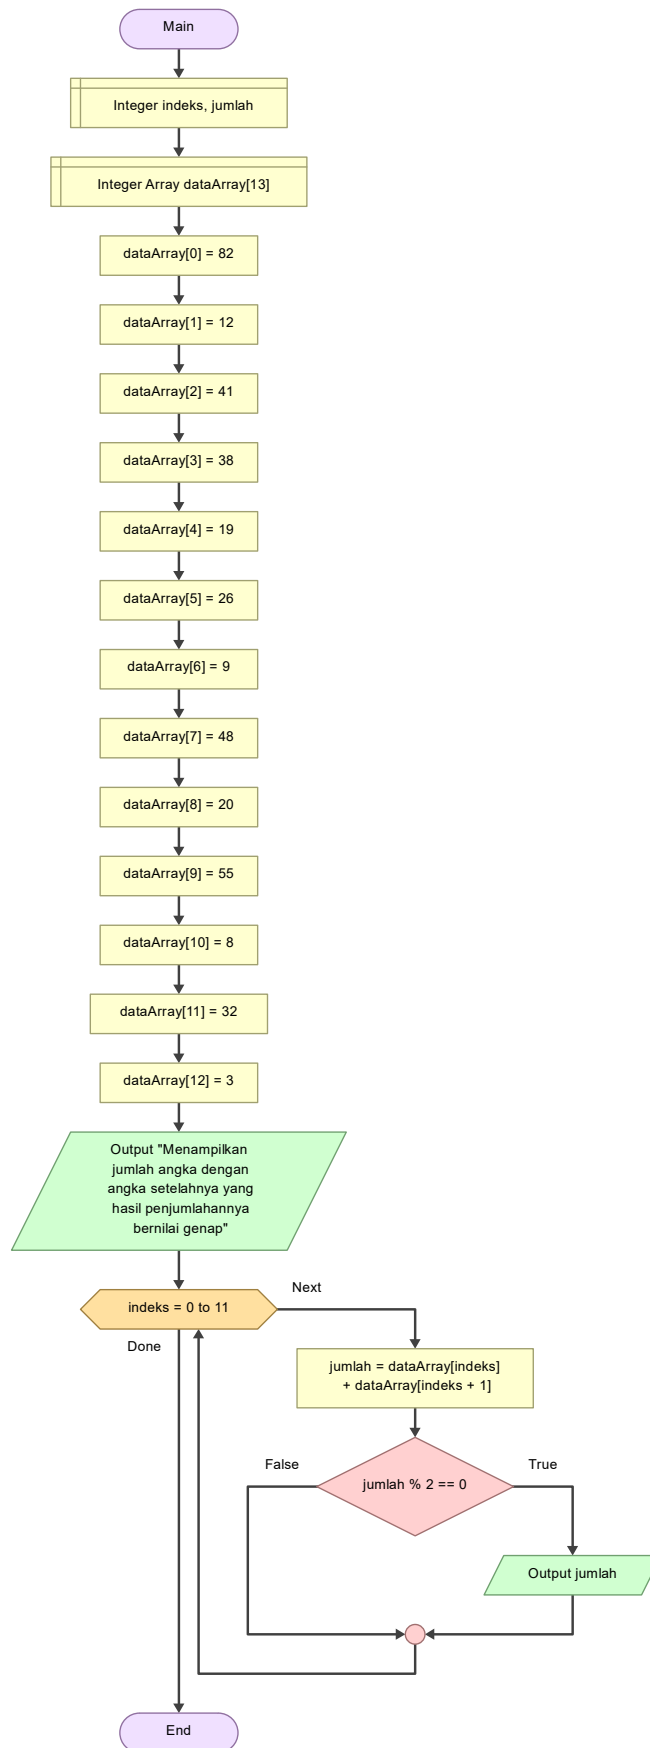 Main
Integer indeks, jumlah
Integer Array dataArray[13]
dataArray[0] = 82
dataArray[1] = 12
dataArray[2] = 41
dataArray[3] = 38
dataArray[4] = 19
dataArray[5] = 26
dataArray[6] = 9
dataArray[7] = 48
dataArray[8] = 20
dataArray[9] = 55
dataArray[10] = 8
dataArray[11] = 32
dataArray[12] = 3
Output "Menampilkan
jumlah angka dengan
angka setelahnya yang
hasil penjumlahannya
bernilai genap"
indeks = 0 to 11
Next
Done
jumlah = dataArray[indeks]
+ dataArray[indeks + 1]
False
jumlah % 2 == 0
True
Output jumlah
End